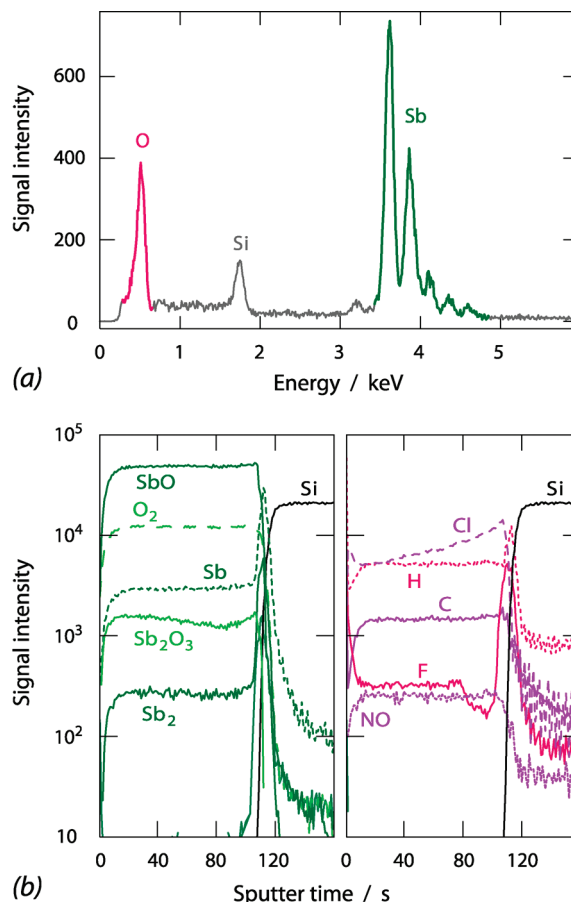 Signal intensity
600
400
200
0
O
Si
Sb
0 1 2 3 4 5
Energy / keV
(a)
Signal intensity
10⁵
10⁴
10³
10²
10
SbO
O₂
Sb
Sb₂O₃
Sb₂
Si
Cl
H
C
F
NO
Si
0 40 80 120
0 40 80 120
Sputter time / s
(b)